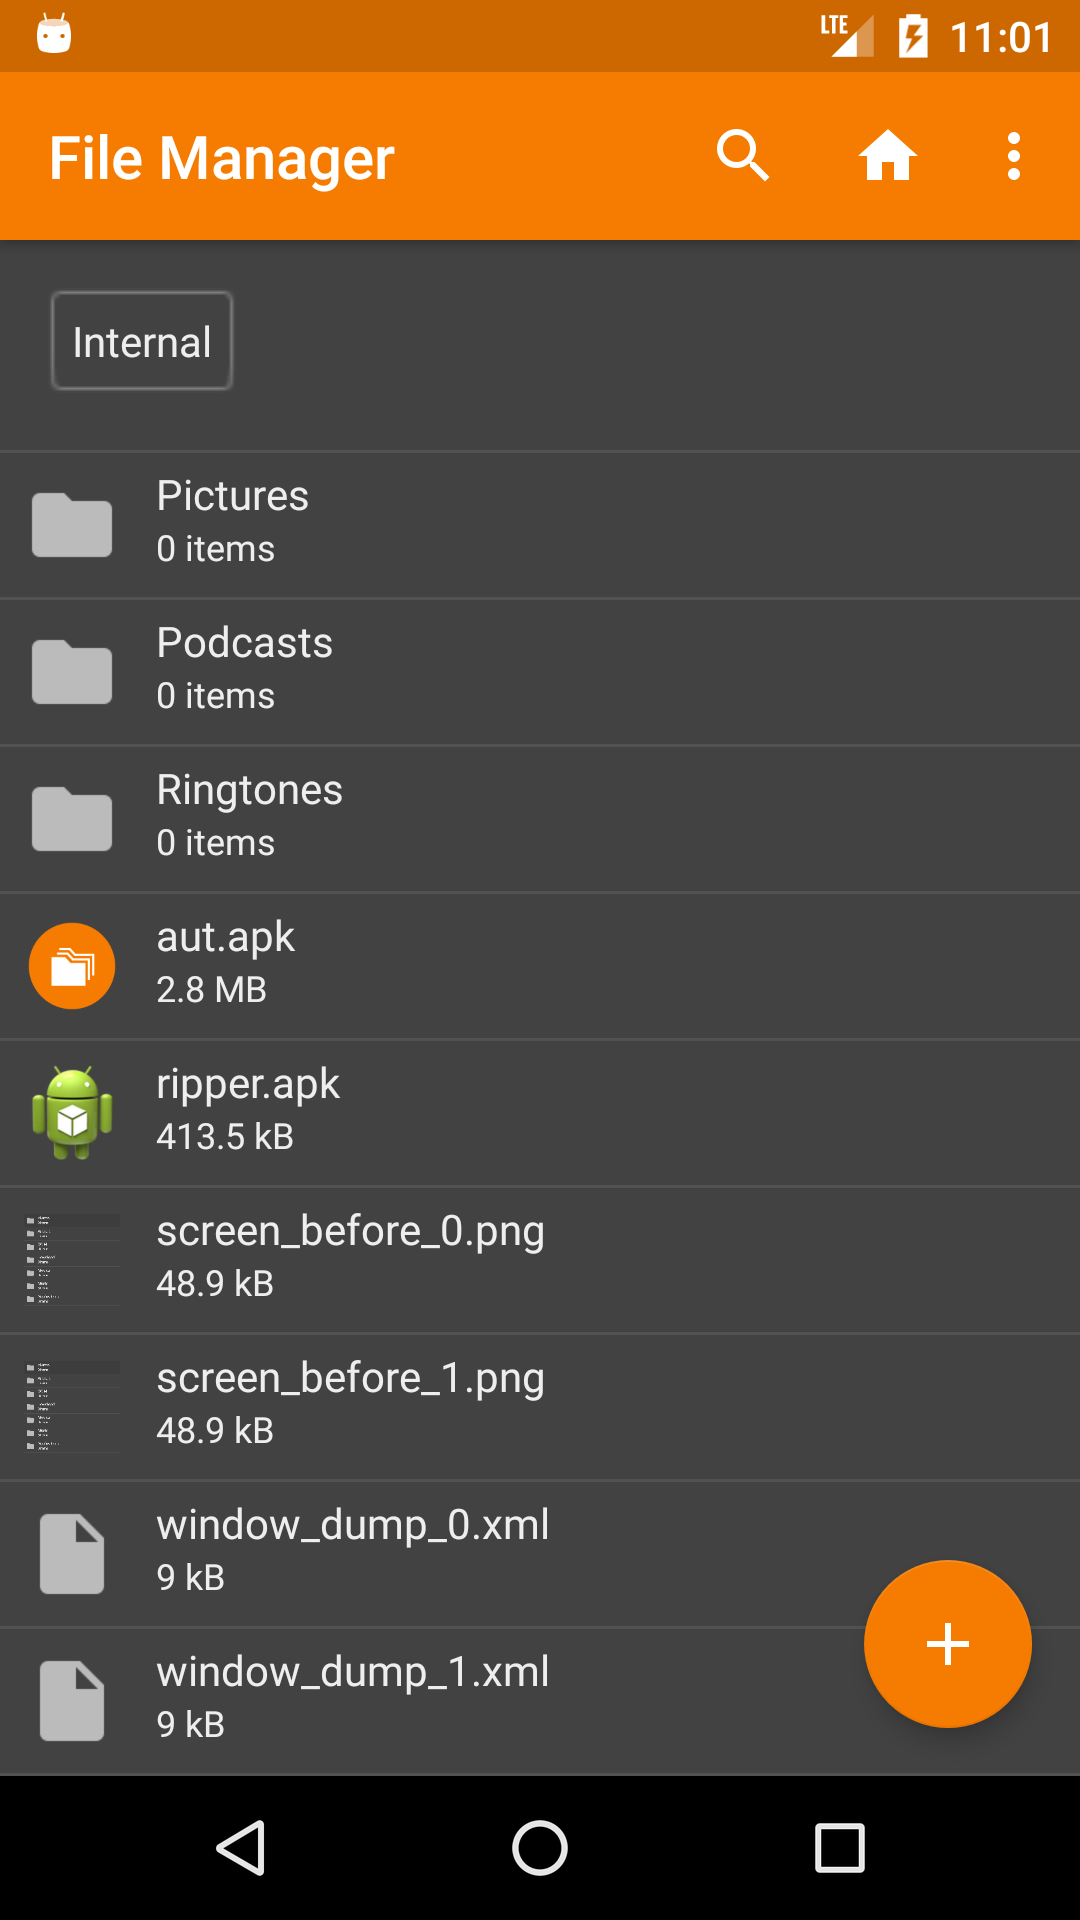 LTE 11:01
File Manager
Internal
Pictures
0 items
Podcasts
0 items
Ringtones
0 items
aut.apk
2.8 MB
ripper.apk
413.5 kB
screen_before_0.png
48.9 kB
screen_before_1.png
48.9 kB
window_dump_0.xml
9 kB
window_dump_1.xml
9 kB